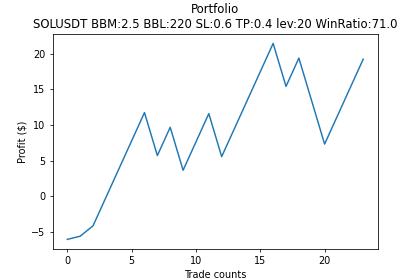 Portfolio
SOLUSDT BBM:2.5 BBL:220 SL:0.6 TP:0.4 lev:20 WinRatio:71.0
20
15
10
5
0
−5
Profit ($)
0 5 10 15 20
Trade counts